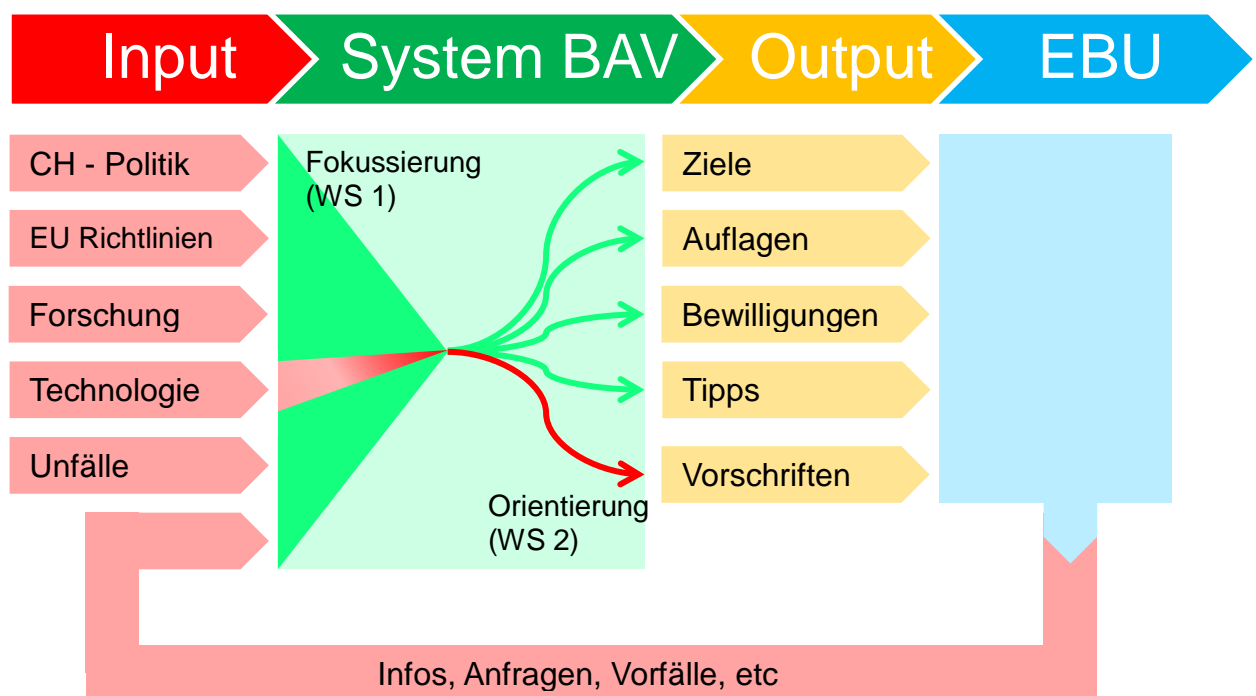 Input
System BAV
Output
EBU
CH - Politik
EU Richtlinien
Forschung
Technologie
Unfälle
Fokussierung
(WS 1)
Orientierung
(WS 2)
Ziele
Auflagen
Bewilligungen
Tipps
Vorschriften
Infos, Anfragen, Vorfälle, etc